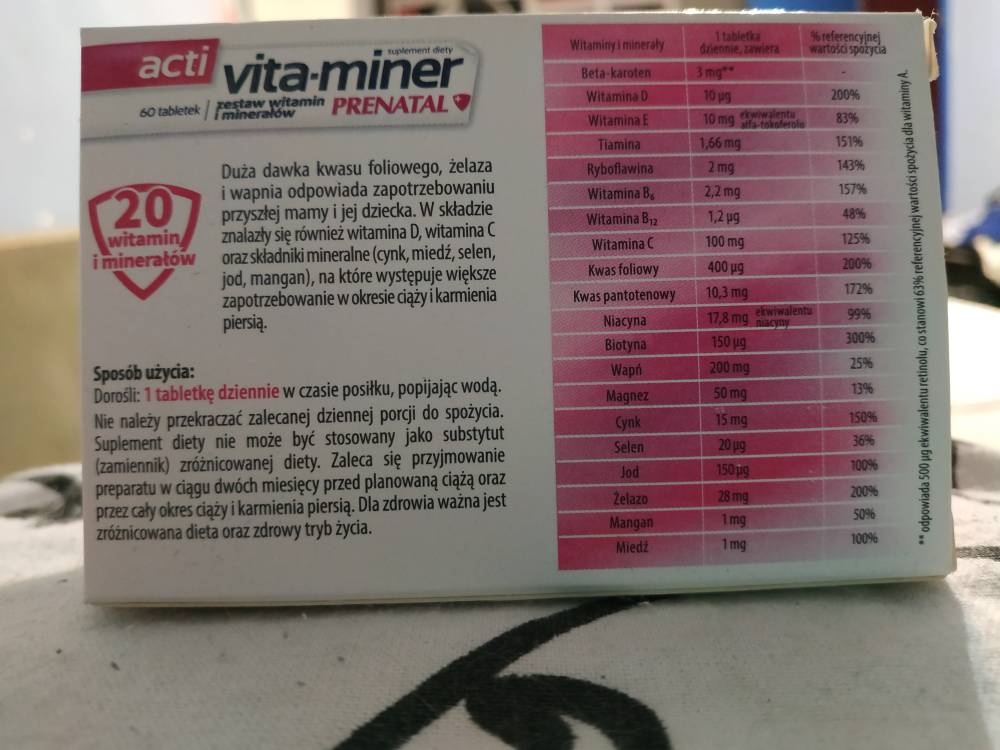 acti
suplement diety
vita-miner
60 tabletek
zestaw witamin
i minerałów
PRENATAL
20
witamin
i minerałów
Duża dawka kwasu foliowego, żelaza
i wapnia odpowiada zapotrzebowaniu
przyszłej mamy i jej dziecka. W składzie
znalazły się również witamina D, witamina C
oraz składniki mineralne (cynk, miedź, selen,
jod, mangan), na które występuje większe
zapotrzebowanie w okresie ciąży i karmienia
piersią.
Sposób użycia:
Dorośli: 1 tabletkę dziennie w czasie posiłku, popijając wodą.
Nie należy przekraczać zalecanej dziennej porcji do spożycia.
Suplement diety nie może być stosowany jako substytut
(zamiennik) zróżnicowanej diety. Zaleca się przyjmowanie
preparatu w ciągu dwóch miesięcy przed planowaną ciążą oraz
przez cały okres ciąży i karmienia piersią. Dla zdrowia ważna jest
zróżnicowana dieta oraz zdrowy tryb życia.
Witaminy i minerały 1 tabletka dziennie, zawiera % referencyjnej wartości spożycia
Beta-karoten 3 mg** -
Witamina D 10 µg 200%
Witamina E 10 mg ekwiwalentu alfa-tokoferolu 83%
Tiamina 1,66 mg 151%
Ryboflawina 2 mg 143%
Witamina B₆ 2,2 mg 157%
Witamina B₁₂ 1,2 µg 48%
Witamina C 100 mg 125%
Kwas foliowy 400 µg 200%
Kwas pantotenowy 10,3 mg 172%
Niacyna 17,8 mg ekwiwalentu niacyny 99%
Biotyna 150 µg 300%
Wapń 200 mg 25%
Magnez 50 mg 13%
Cynk 15 mg 150%
Selen 20 µg 36%
Jod 150 µg 100%
Żelazo 28 mg 200%
Mangan 1 mg 50%
Miedź 1 mg 100%
** odpowiada 500 µg ekwiwalentu retinolu, co stanowi 63% referencyjnej wartości spożycia dla witaminy A.